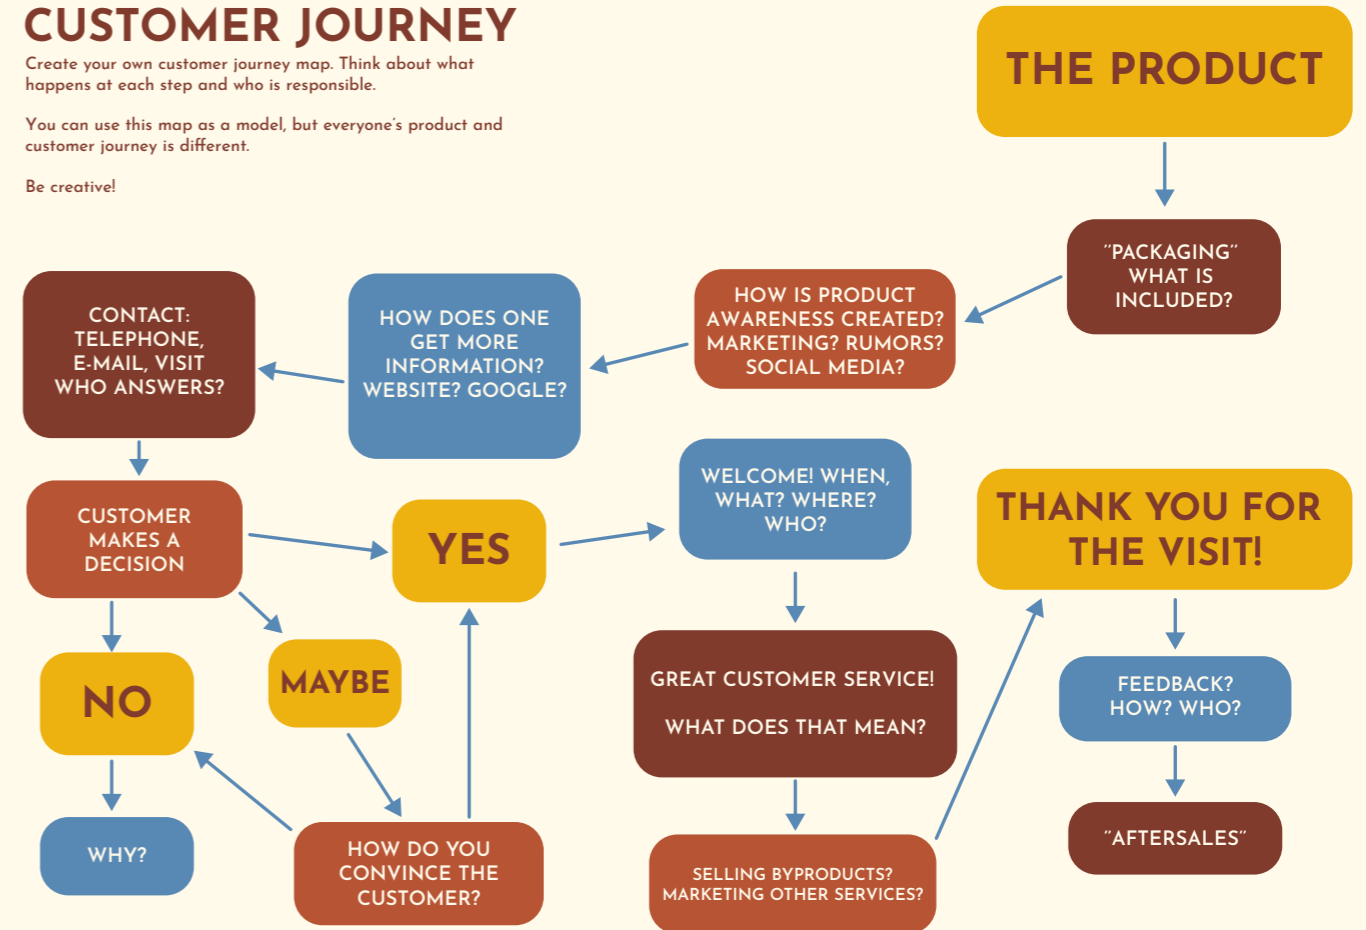 CUSTOMER JOURNEY
Create your own customer journey map. Think about what
happens at each step and who is responsible.
You can use this map as a model, but everyone's product and
customer journey is different.
Be creative!
THE PRODUCT
"PACKAGING"
WHAT IS
INCLUDED?
HOW IS PRODUCT
AWARENESS CREATED?
MARKETING? RUMORS?
SOCIAL MEDIA?
HOW DOES ONE
GET MORE
INFORMATION?
WEBSITE? GOOGLE?
CONTACT:
TELEPHONE,
E-MAIL, VISIT
WHO ANSWERS?
CUSTOMER
MAKES A
DECISION
YES
MAYBE
NO
WHY?
HOW DO YOU
CONVINCE THE
CUSTOMER?
WELCOME! WHEN,
WHAT? WHERE?
WHO?
GREAT CUSTOMER SERVICE!
WHAT DOES THAT MEAN?
SELLING BYPRODUCTS?
MARKETING OTHER SERVICES?
THANK YOU FOR
THE VISIT!
FEEDBACK?
HOW? WHO?
"AFTERSALES"